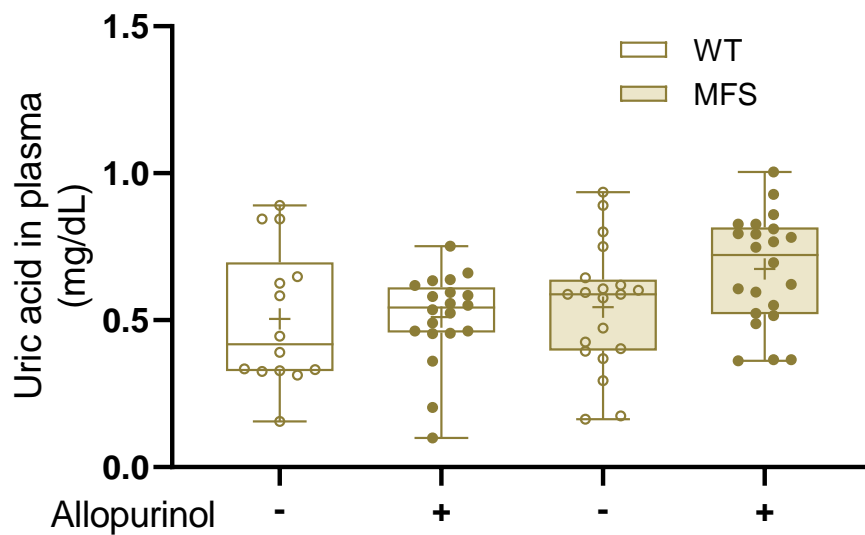 1.5
WT
MFS
1.0
0.5
0.0
Uric acid in plasma
(mg/dL)
Allopurinol - + - +